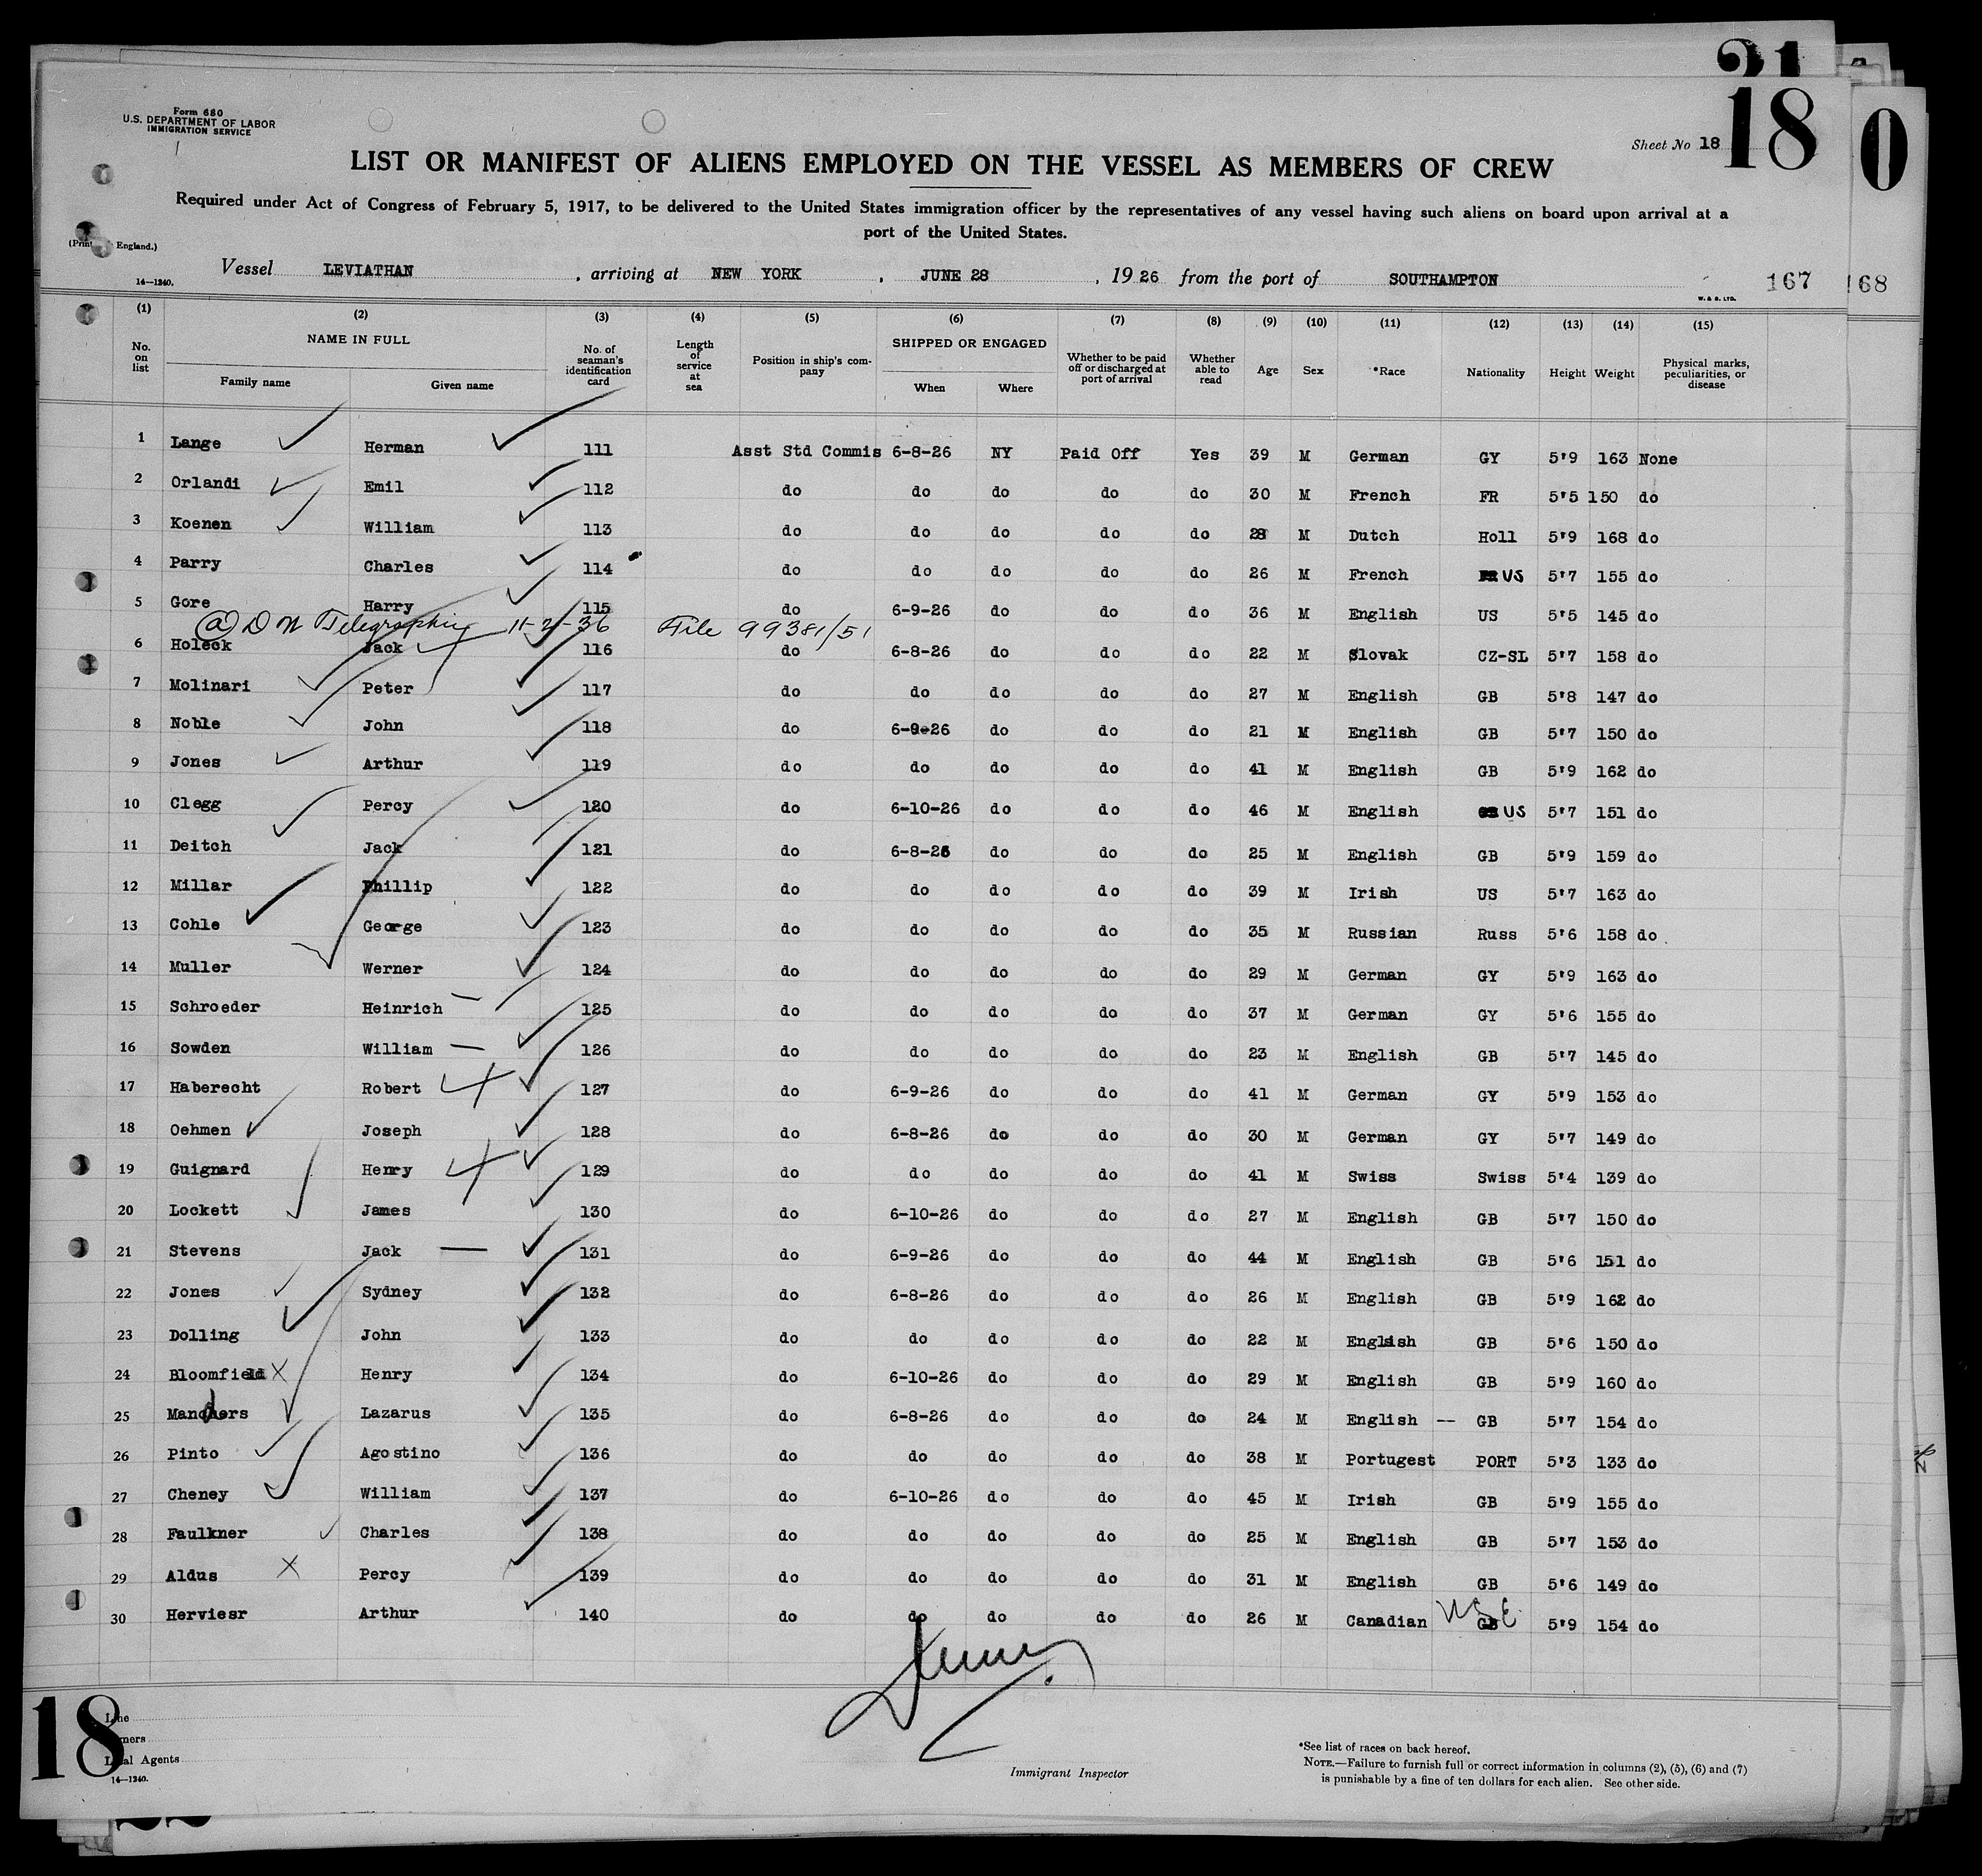 21
18
0
Form 680
U.S. DEPARTMENT OF LABOR
IMMIGRATION SERVICE
Sheet No 18
LIST OR MANIFEST OF ALIENS EMPLOYED ON THE VESSEL AS MEMBERS OF CREW
Required under Act of Congress of February 5, 1917, to be delivered to the United States immigration officer by the representatives of any vessel having such aliens on board upon arrival at a
port of the United States.
England.)
Vessel LEVIATHAN , arriving at NEW YORK , JUNE 28 , 1926 from the port of SOUTHAMPTON 167 168
14—1240. W. & S. LTD.
(1) (2) (3) (4) (5) (6) (7) (8) (9) (10) (11) (12) (13) (14) (15)
No. on list NAME IN FULL Family name Given name No. of seaman's identification card Length of service at sea Position in ship's company SHIPPED OR ENGAGED When Where Whether to be paid off or discharged at port of arrival Whether able to read Age Sex *Race Nationality Height Weight Physical marks, peculiarities, or disease
1 Lange Herman 111 Asst Std Commis 6-8-26 NY Paid Off Yes 39 M German GY 5'9 163 None
2 Orlandi Emil 112 do do do do do 30 M French FR 5'5 150 do
3 Koenen William 113 do do do do do 28 M Dutch Holl 5'9 168 do
4 Parry Charles 114 do do do do do 26 M French US 5'7 155 do
5 Gore Harry 115 do 6-9-26 do do do 36 M English US 5'5 145 do
File 99381/51
6 Holeck Jack 116 do 6-8-26 do do do 22 M Slovak CZ-SL 5'7 158 do
7 Molinari Peter 117 do do do do do 27 M English GB 5'8 147 do
8 Noble John 118 do 6-9-26 do do do 21 M English GB 5'7 150 do
9 Jones Arthur 119 do do do do do 41 M English GB 5'9 162 do
10 Clegg Percy 120 do 6-10-26 do do do 46 M English US 5'7 151 do
11 Deitch Jack 121 do 6-8-26 do do do 25 M English GB 5'9 159 do
12 Millar Phillip 122 do do do do do 39 M Irish US 5'7 163 do
13 Cohle George 123 do do do do do 35 M Russian Russ 5'6 158 do
14 Muller Werner 124 do do do do do 29 M German GY 5'9 163 do
15 Schroeder Heinrich 125 do do do do do 37 M German GY 5'6 155 do
16 Sowden William 126 do do do do do 23 M English GB 5'7 145 do
17 Haberecht Robert 127 do 6-9-26 do do do 41 M German GY 5'9 153 do
18 Oehmen Joseph 128 do 6-8-26 do do do 30 M German GY 5'7 149 do
19 Guignard Henry 129 do do do do do 41 M Swiss Swiss 5'4 139 do
20 Lockett James 130 do 6-10-26 do do do 27 M English GB 5'7 150 do
21 Stevens Jack 131 do 6-9-26 do do do 44 M English GB 5'6 151 do
22 Jones Sydney 132 do 6-8-26 do do do 26 M English GB 5'9 162 do
23 Dolling John 133 do do do do do 22 M English GB 5'6 150 do
24 Bloomfield Henry 134 do 6-10-26 do do do 29 M English GB 5'9 160 do
25 Manders Lazarus 135 do 6-8-26 do do do 24 M English -- GB 5'7 154 do
26 Pinto Agostino 136 do do do do do 38 M Portugest PORT 5'3 133 do
27 Cheney William 137 do 6-10-26 do do do 45 M Irish GB 5'9 155 do
28 Faulkner Charles 138 do do do do do 25 M English GB 5'7 153 do
29 Aldus Percy 139 do do do do do 31 M English GB 5'6 149 do
30 Herviesr Arthur 140 do do do do do 26 M Canadian GB 5'9 154 do
18
Agents
14—1240.
Immigrant Inspector
*See list of races on back hereof.
NOTE.—Failure to furnish full or correct information in columns (2), (5), (6) and (7)
is punishable by a fine of ten dollars for each alien. See other side.